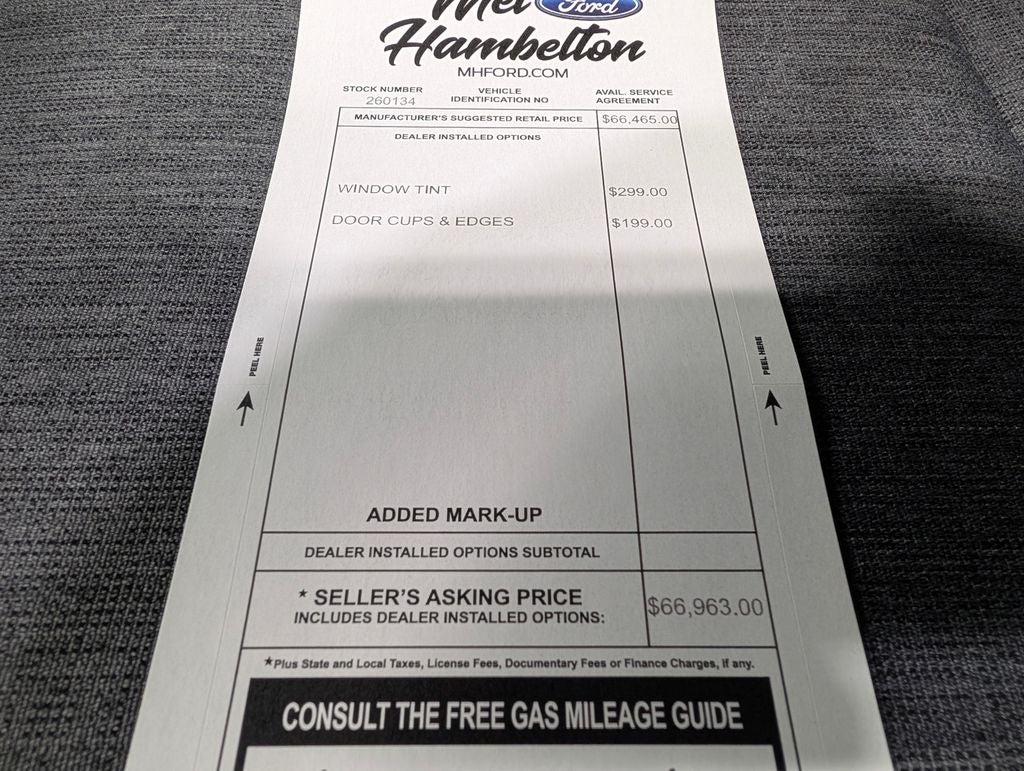 Mel Ford
Hambelton
MHFORD.COM
STOCK NUMBER
260134
VEHICLE
IDENTIFICATION NO
AVAIL. SERVICE
AGREEMENT
MANUFACTURER'S SUGGESTED RETAIL PRICE $66,465.00
DEALER INSTALLED OPTIONS
WINDOW TINT $299.00
DOOR CUPS & EDGES $199.00
PEEL HERE
PEEL HERE
ADDED MARK-UP
DEALER INSTALLED OPTIONS SUBTOTAL
* SELLER'S ASKING PRICE
INCLUDES DEALER INSTALLED OPTIONS:
$66,963.00
*Plus State and Local Taxes, License Fees, Documentary Fees or Finance Charges, if any.
CONSULT THE FREE GAS MILEAGE GUIDE